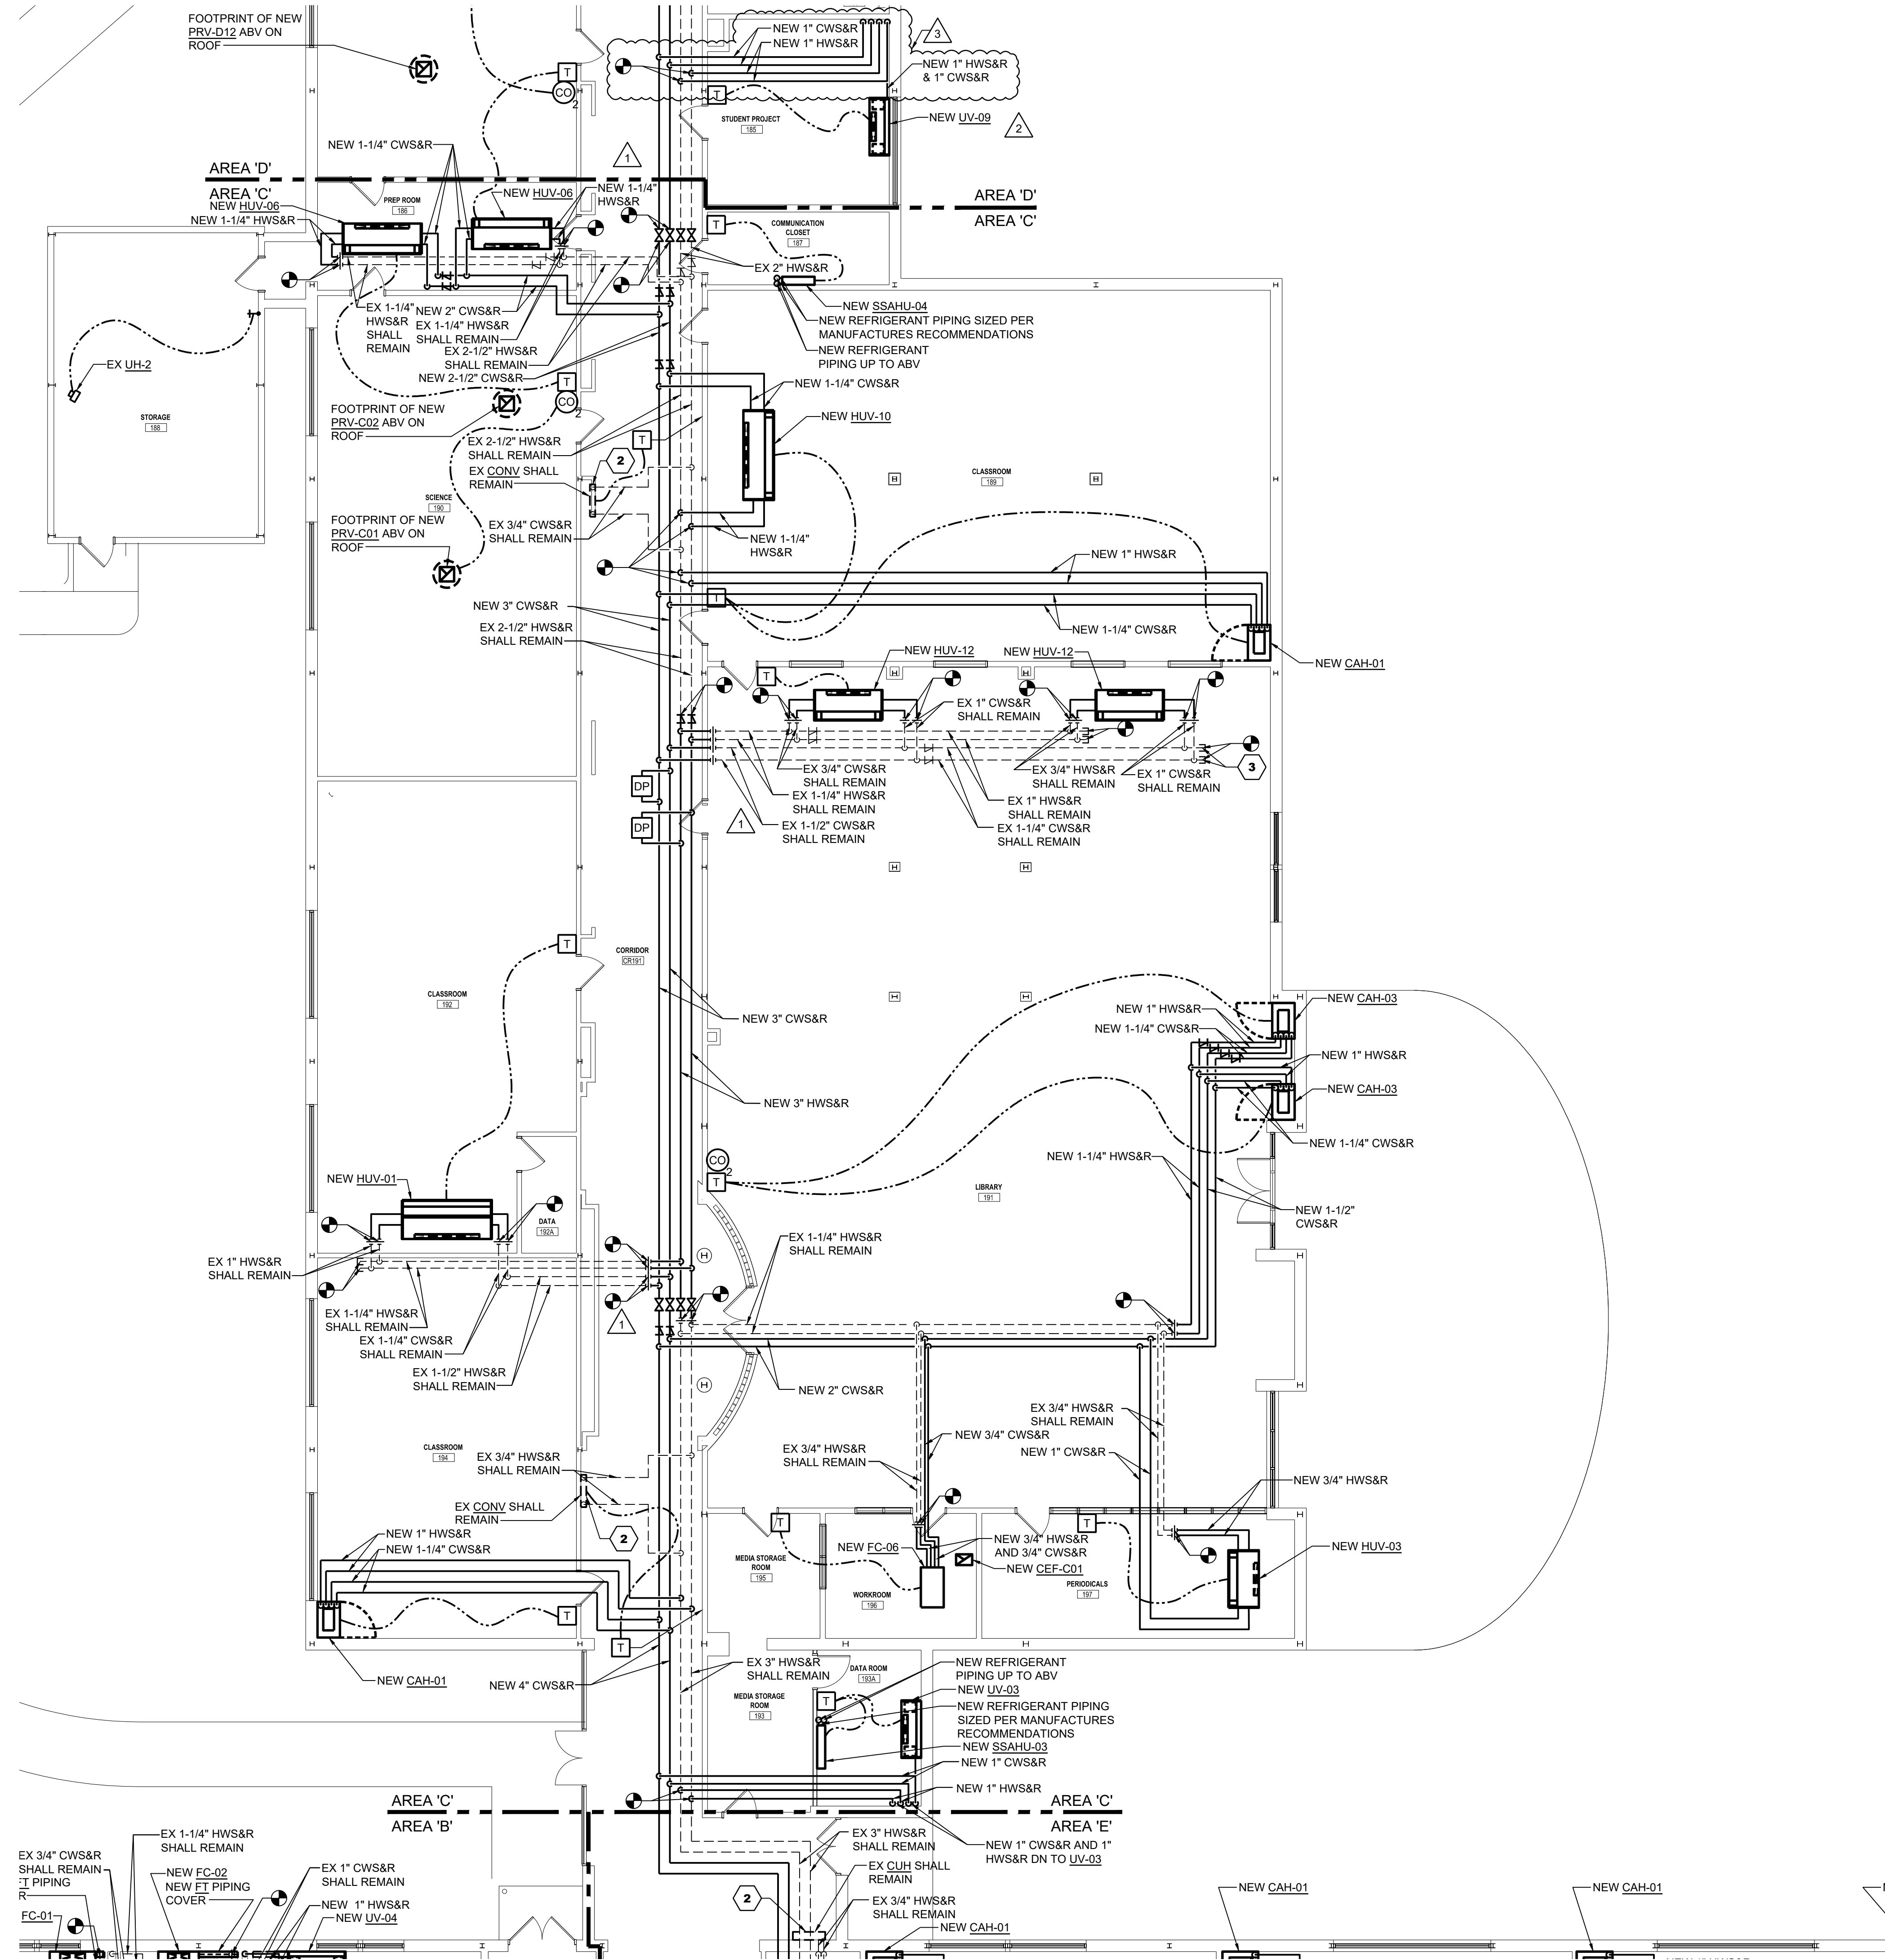 FOOTPRINT OF NEW
PRV-D12 ABV ON
ROOF
T
CO
2
NEW 1" CWS&R
NEW 1" HWS&R
3
NEW 1" HWS&R
& 1" CWS&R
T
STUDENT PROJECT
185
NEW UV-09
2
NEW 1-1/4" CWS&R
1
AREA 'D'
AREA 'C'
AREA 'D'
AREA 'C'
NEW HUV-06
NEW 1-1/4" HWS&R
PREP ROOM
186
NEW HUV-06
NEW 1-1/4"
HWS&R
T
COMMUNICATION
CLOSET
187
EX 2" HWS&R
NEW SSAHU-04
NEW REFRIGERANT PIPING SIZED PER
MANUFACTURES RECOMMENDATIONS
NEW REFRIGERANT
PIPING UP TO ABV
EX 1-1/4"
HWS&R
SHALL
REMAIN
NEW 2" CWS&R
EX 1-1/4" HWS&R
SHALL REMAIN
EX 2-1/2" HWS&R
SHALL REMAIN
NEW 2-1/2" CWS&R
EX UH-2
STORAGE
188
T
CO
2
NEW 1-1/4" CWS&R
NEW HUV-10
FOOTPRINT OF NEW
PRV-C02 ABV ON
ROOF
EX 2-1/2" HWS&R
SHALL REMAIN
T
EX CONV SHALL
REMAIN
2
CLASSROOM
189
SCIENCE
190
FOOTPRINT OF NEW
PRV-C01 ABV ON
ROOF
EX 3/4" CWS&R
SHALL REMAIN
NEW 1-1/4"
HWS&R
NEW 1" HWS&R
T
NEW 3" CWS&R
EX 2-1/2" HWS&R
SHALL REMAIN
NEW 1-1/4" CWS&R
NEW HUV-12
NEW HUV-12
NEW CAH-01
T
EX 1" CWS&R
SHALL REMAIN
EX 3/4" CWS&R
SHALL REMAIN
EX 3/4" HWS&R
SHALL REMAIN
EX 1" CWS&R
SHALL REMAIN
3
DP
EX 1-1/4" HWS&R
SHALL REMAIN
EX 1" HWS&R
SHALL REMAIN
DP
1
EX 1-1/2" CWS&R
SHALL REMAIN
EX 1-1/4" CWS&R
SHALL REMAIN
T
CORRIDOR
CR191
CLASSROOM
192
NEW 3" CWS&R
NEW CAH-03
NEW 1" HWS&R
NEW 1-1/4" CWS&R
NEW 1" HWS&R
NEW CAH-03
NEW 3" HWS&R
NEW 1-1/4" CWS&R
NEW 1-1/4" HWS&R
CO
2
T
NEW HUV-01
LIBRARY
191
NEW 1-1/2"
CWS&R
DATA
192A
EX 1-1/4" HWS&R
SHALL REMAIN
EX 1" HWS&R
SHALL REMAIN
EX 1-1/4" HWS&R
SHALL REMAIN
EX 1-1/4" CWS&R
SHALL REMAIN
EX 1-1/2" HWS&R
SHALL REMAIN
1
NEW 2" CWS&R
EX 3/4" HWS&R
SHALL REMAIN
NEW 3/4" CWS&R
NEW 1" CWS&R
CLASSROOM
194
EX 3/4" HWS&R
SHALL REMAIN
EX 3/4" HWS&R
SHALL REMAIN
NEW 3/4" HWS&R
EX CONV SHALL
REMAIN
2
T
T
NEW 1" HWS&R
NEW 1-1/4" CWS&R
MEDIA STORAGE
ROOM
195
NEW FC-06
NEW 3/4" HWS&R
AND 3/4" CWS&R
NEW CEF-C01
NEW HUV-03
WORKROOM
196
PERIODICALS
197
T
T
NEW CAH-01
NEW 4" CWS&R
EX 3" HWS&R
SHALL REMAIN
DATA ROOM
193A
NEW REFRIGERANT
PIPING UP TO ABV
NEW UV-03
NEW REFRIGERANT PIPING
SIZED PER MANUFACTURES
RECOMMENDATIONS
NEW SSAHU-03
MEDIA STORAGE
ROOM
193
T
NEW 1" CWS&R
NEW 1" HWS&R
AREA 'C'
AREA 'B'
AREA 'C'
AREA 'E'
EX 3" HWS&R
SHALL REMAIN
NEW 1" CWS&R AND 1"
HWS&R DN TO UV-03
EX 1-1/4" HWS&R
SHALL REMAIN
EX 3/4" CWS&R
SHALL REMAIN
FT PIPING
R
FC-01
NEW FC-02
NEW FT PIPING
COVER
EX 1" CWS&R
SHALL REMAIN
NEW 1" HWS&R
NEW UV-04
EX CUH SHALL
REMAIN
2
EX 3/4" HWS&R
SHALL REMAIN
NEW CAH-01
NEW CAH-01
NEW CAH-01